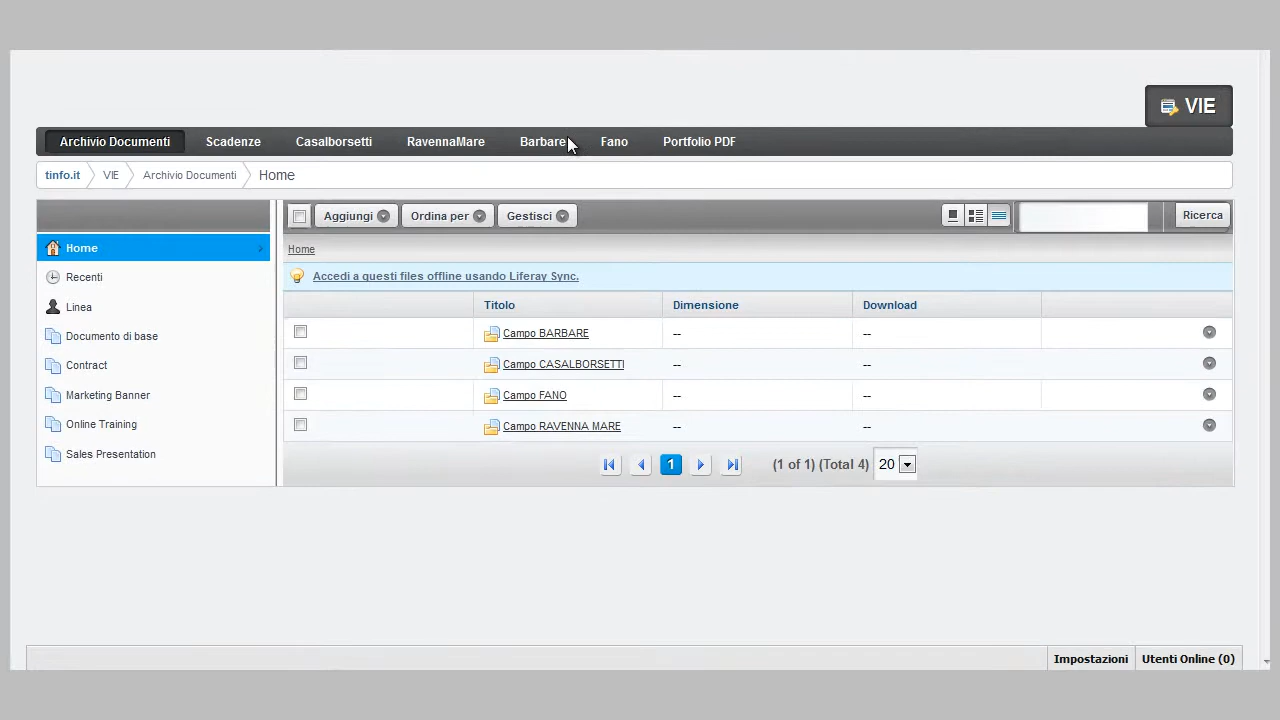 VIE
Archivio Documenti Scadenze Casalborsetti RavennaMare Barbare Fano Portfolio PDF
tinfo.it VIE Archivio Documenti Home
Aggiungi Ordina per Gestisci Ricerca
Home
Recenti
Linea
Documento di base
Contract
Marketing Banner
Online Training
Sales Presentation
Home
Accedi a questi files offline usando Liferay Sync.
Titolo Dimensione Download
Campo BARBARE -- --
Campo CASALBORSETTI -- --
Campo FANO -- --
Campo RAVENNA MARE -- --
1 (1 of 1) (Total 4) 20
Impostazioni Utenti Online (0)